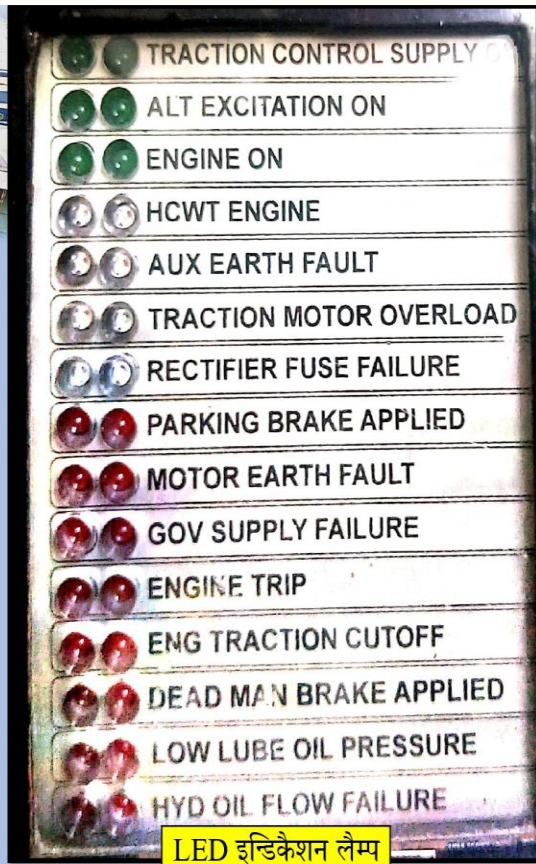 TRACTION CONTROL SUPPLY
ALT EXCITATION ON
ENGINE ON
HCWT ENGINE
AUX EARTH FAULT
TRACTION MOTOR OVERLOAD
RECTIFIER FUSE FAILURE
PARKING BRAKE APPLIED
MOTOR EARTH FAULT
GOV SUPPLY FAILURE
ENGINE TRIP
ENG TRACTION CUTOFF
DEAD MAN BRAKE APPLIED
LOW LUBE OIL PRESSURE
HYD OIL FLOW FAILURE
LED इन्डिकैशन लैम्प